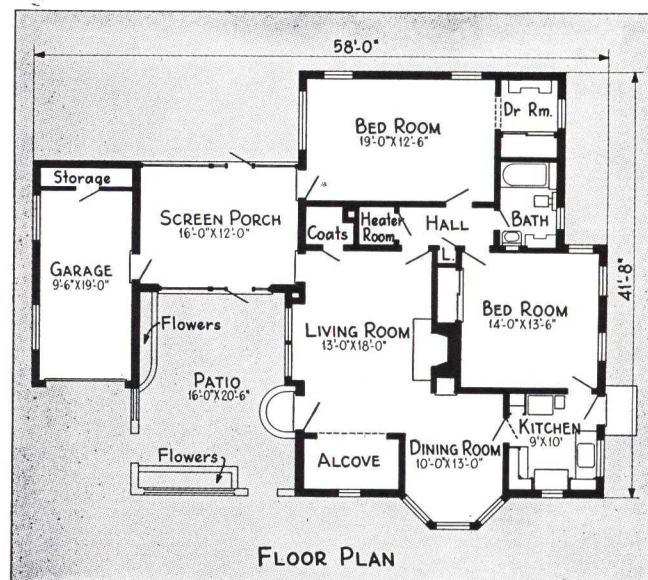 58'-0"
Dr Rm.
BED ROOM
19'-0"X12'-6"
Storage
SCREEN PORCH
16'-0"X12'-0"
Coats
Heater
Room
HALL
BATH
L.
GARAGE
9'-6"X19'-0"
41'-8"
BED ROOM
14'-0"X13'-6"
Flowers
LIVING ROOM
13'-0"X18'-0"
PATIO
16'-0"X20'-6"
KITCHEN
9'X10'
DINING ROOM
10'-0"X13'-0"
Flowers
ALCOVE
FLOOR PLAN